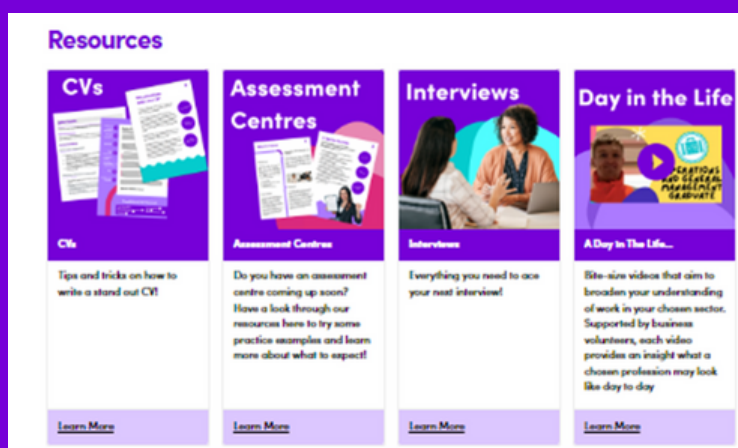 Resources
CVs
CVs
Tips and tricks on how to
write a stand out CV!
Learn More
Assessment
Centres
Assessment Centres
Do you have an assessment
centre coming up soon?
Have a look through our
resources here to try some
practice examples and learn
more about what to expect!
Learn More
Interviews
Interviews
Everything you need to ace
your next interview!
Learn More
Day in the Life
OPERATIONS
AND GENERAL
MANAGEMENT
GRADUATE
A Day in The Life...
Bite-size videos that aim to
broaden your understanding
of work in your chosen sector.
Supported by business
volunteers, each video
provides an insight what a
chosen profession may look
like day to day
Learn More